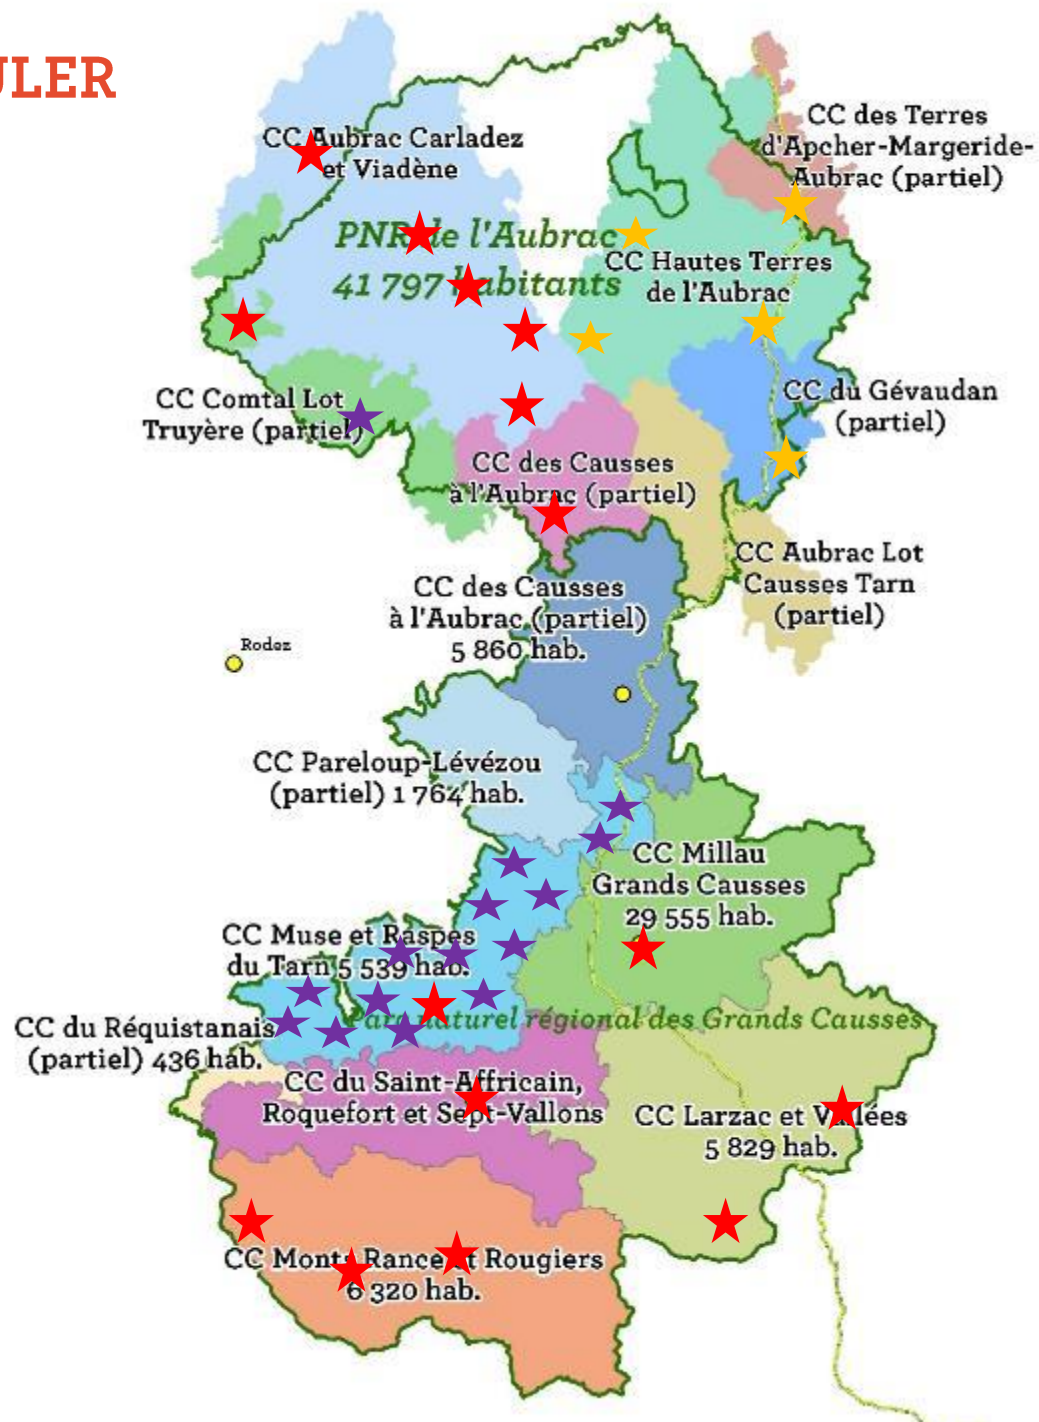 ULER
CC des Terres
d'Apcher-Margeride-
Aubrac (partiel)
CC Aubrac Carladez
et Viadène
PNR de l'Aubrac
41 797 habitants
CC Hautes Terres
de l'Aubrac
CC Comtal Lot
Truyère (partiel)
CC du Gévaudan
(partiel)
CC des Causses
à l'Aubrac (partiel)
CC Aubrac Lot
Causses Tarn
(partiel)
CC des Causses
à l'Aubrac (partiel)
5 860 hab.
Rodez
CC Pareloup-Lévézou
(partiel) 1 764 hab.
CC Millau
Grands Causses
29 555 hab.
CC Muse et Raspes
du Tarn 5 539 hab.
Parc naturel régional des Grands Causses
CC du Réquistanais
(partiel) 436 hab.
CC du Saint-Affricain,
Roquefort et Sept-Vallons
CC Larzac et Vallées
5 829 hab.
CC Monts Rance et Rougiers
6 320 hab.